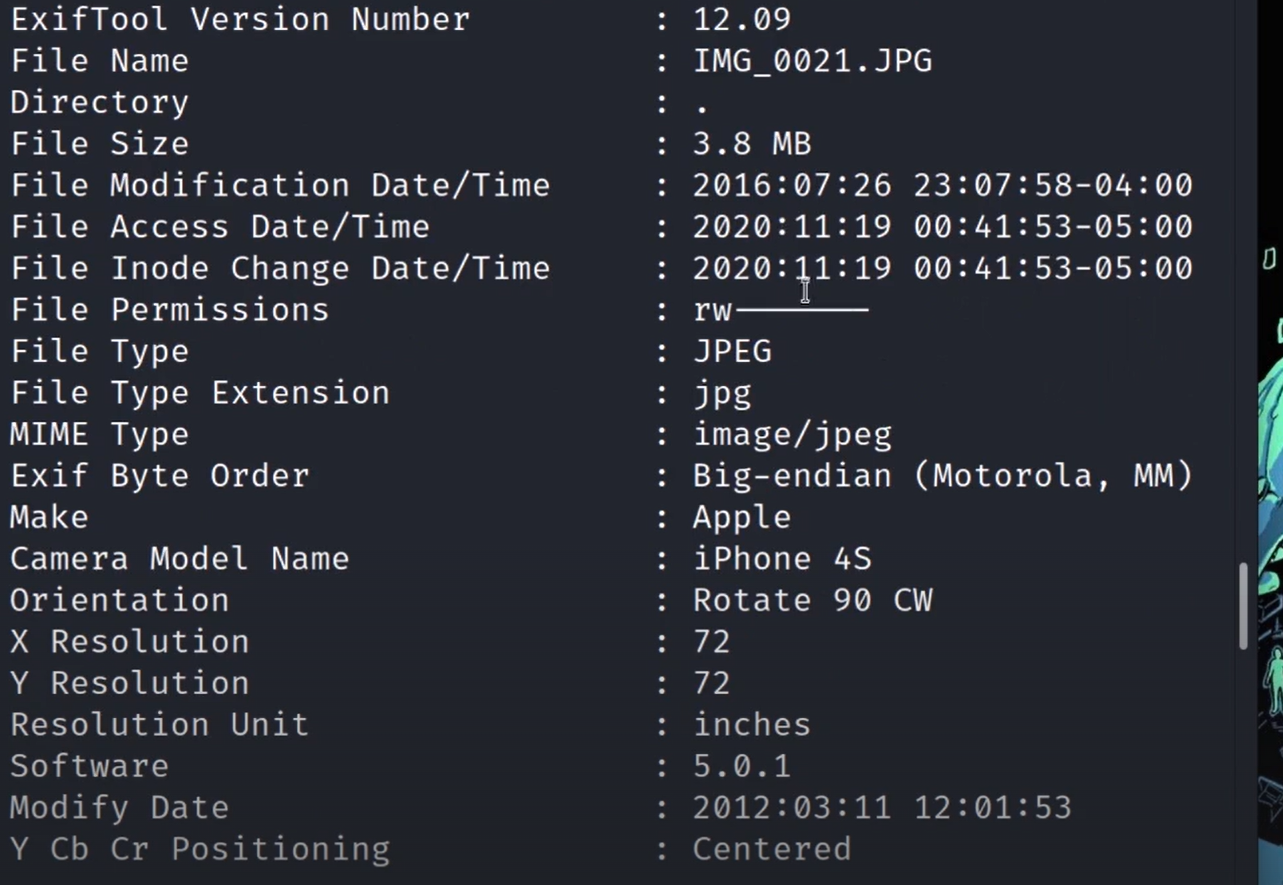 ExifTool Version Number : 12.09
File Name : IMG_0021.JPG
Directory : .
File Size : 3.8 MB
File Modification Date/Time : 2016:07:26 23:07:58-04:00
File Access Date/Time : 2020:11:19 00:41:53-05:00
File Inode Change Date/Time : 2020:11:19 00:41:53-05:00
File Permissions : rw-------
File Type : JPEG
File Type Extension : jpg
MIME Type : image/jpeg
Exif Byte Order : Big-endian (Motorola, MM)
Make : Apple
Camera Model Name : iPhone 4S
Orientation : Rotate 90 CW
X Resolution : 72
Y Resolution : 72
Resolution Unit : inches
Software : 5.0.1
Modify Date : 2012:03:11 12:01:53
Y Cb Cr Positioning : Centered